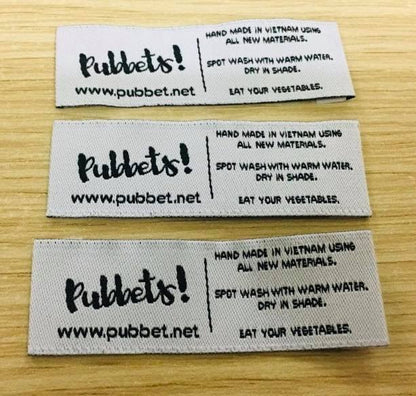 Pubbets!
www.pubbet.net
HAND MADE IN VIETNAM USING
ALL NEW MATERIALS.
SPOT WASH WITH WARM WATER.
DRY IN SHADE.
EAT YOUR VEGETABLES.
Pubbets!
www.pubbet.net
HAND MADE IN VIETNAM USING
ALL NEW MATERIALS.
SPOT WASH WITH WARM WATER.
DRY IN SHADE.
EAT YOUR VEGETABLES.
Pubbets!
www.pubbet.net
HAND MADE IN VIETNAM USING
ALL NEW MATERIALS.
SPOT WASH WITH WARM WATER.
DRY IN SHADE.
EAT YOUR VEGETABLES.